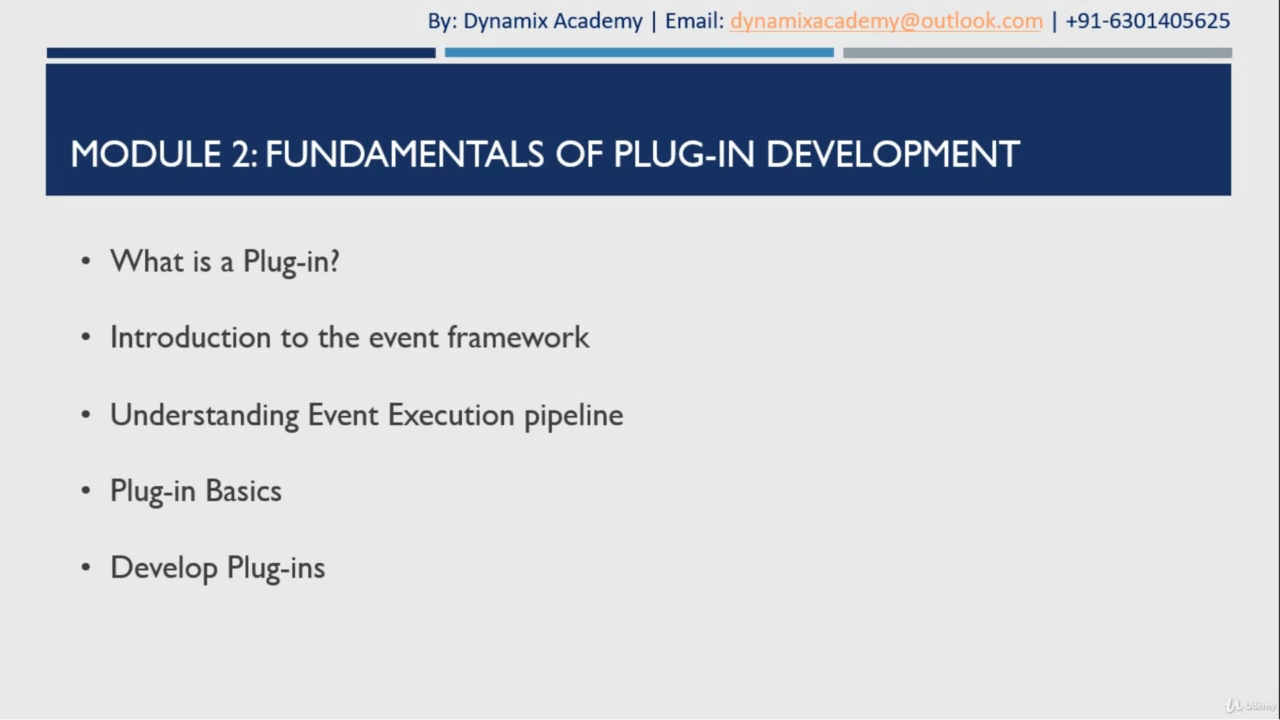 By: Dynamix Academy | Email: dynamixacademy@outlook.com | +91-6301405625
MODULE 2: FUNDAMENTALS OF PLUG-IN DEVELOPMENT
• What is a Plug-in?
• Introduction to the event framework
• Understanding Event Execution pipeline
• Plug-in Basics
• Develop Plug-ins
Udemy